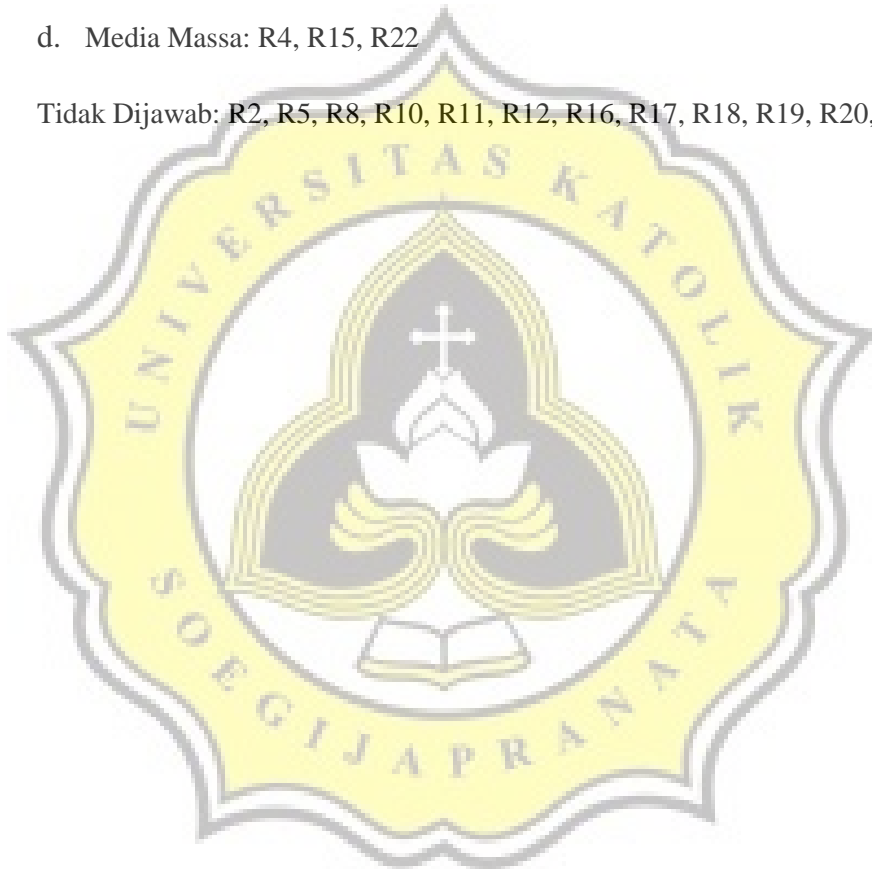 d. Media Massa: R4, R15, R22
Tidak Dijawab: R2, R5, R8, R10, R11, R12, R16, R17, R18, R19, R20,
UNIVERSITAS KATOLIK
SOEGIJAPRANATA